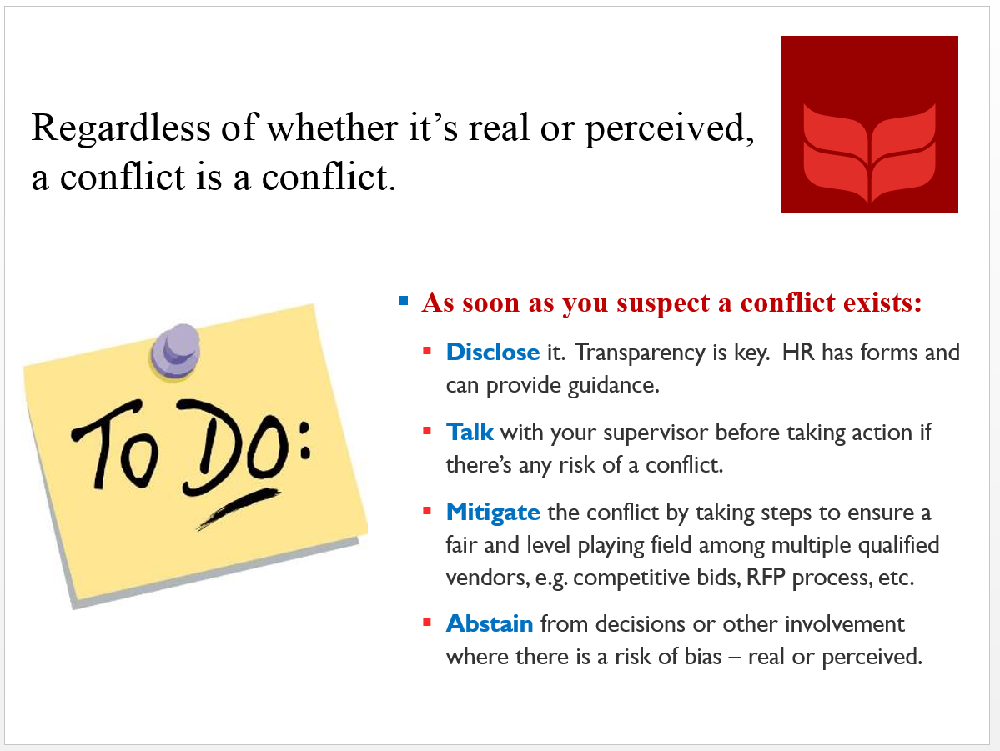 Regardless of whether it’s real or perceived,
a conflict is a conflict.
To Do:
As soon as you suspect a conflict exists:
Disclose it.  Transparency is key.  HR has forms and
can provide guidance.
Talk with your supervisor before taking action if
there’s any risk of a conflict.
Mitigate the conflict by taking steps to ensure a
fair and level playing field among multiple qualified
vendors, e.g. competitive bids, RFP process, etc.
Abstain from decisions or other involvement
where there is a risk of bias – real or perceived.